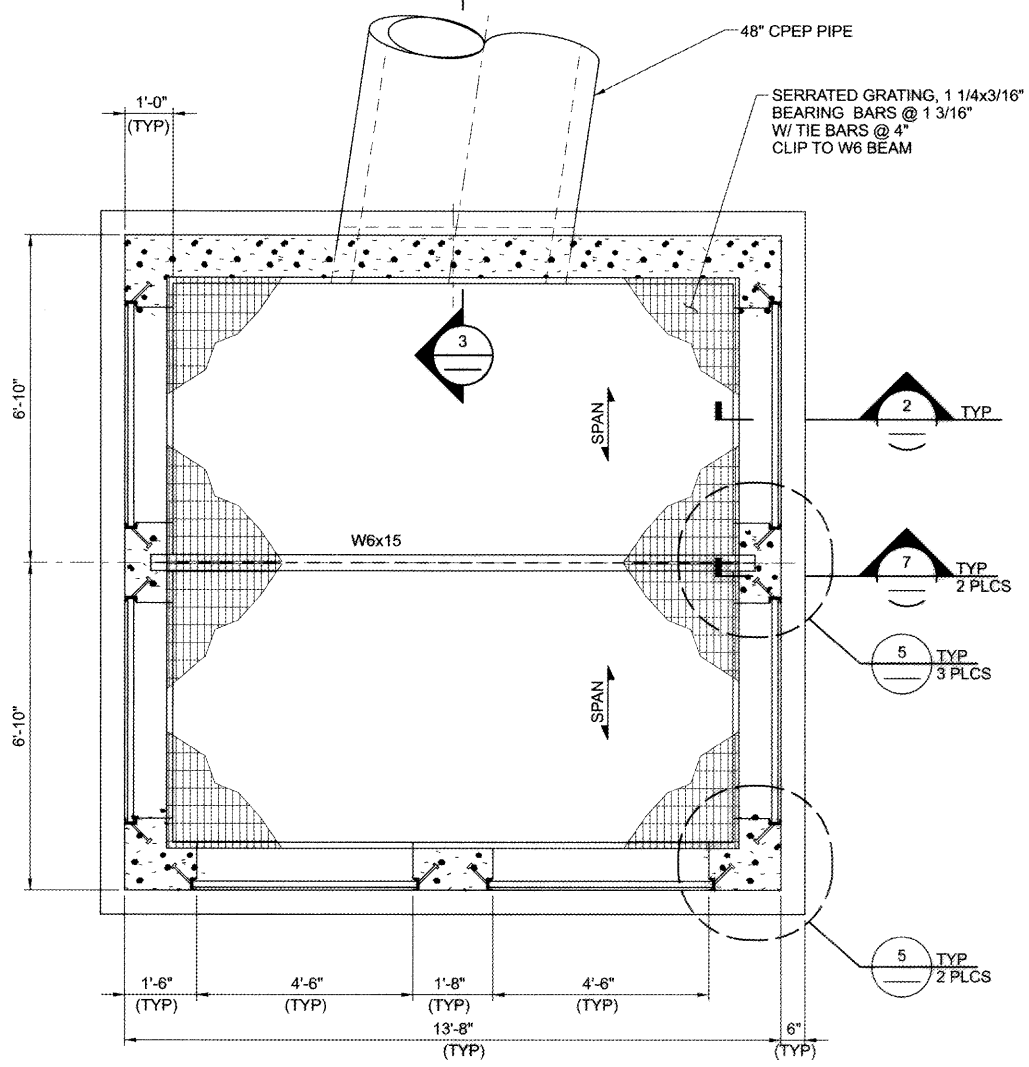 48" CPEP PIPE
1'-0"
(TYP)
SERRATED GRATING, 1 1/4x3/16"
BEARING BARS @ 1 3/16"
W/ TIE BARS @ 4"
CLIP TO W6 BEAM
3
6'-10"
SPAN
2
TYP
W6x15
7
TYP
2 PLCS
5
TYP
3 PLCS
6'-10"
SPAN
5
TYP
2 PLCS
1'-6"
(TYP)
4'-6"
(TYP)
1'-8"
(TYP)
4'-6"
(TYP)
13'-8"
(TYP)
6"
(TYP)